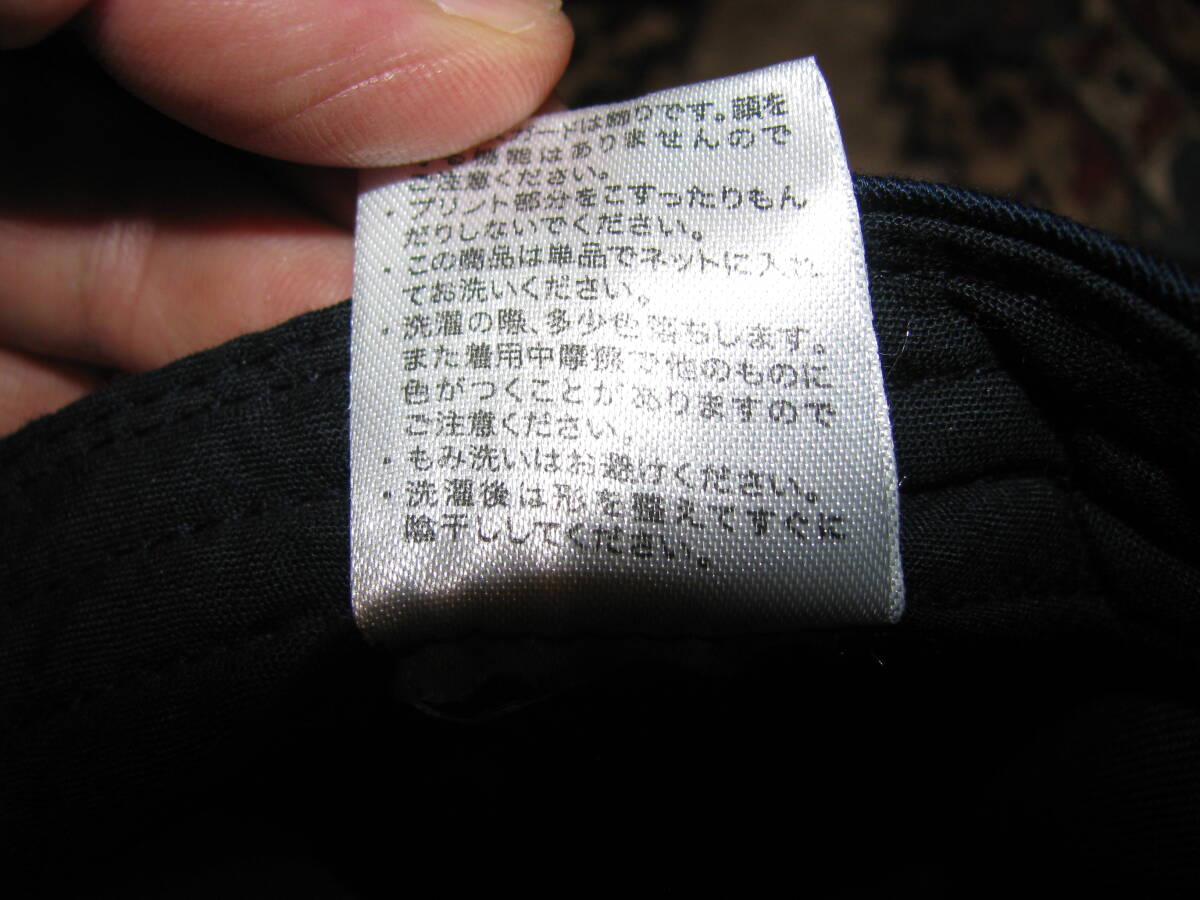 ードは飾りです。頭を
る機能はありませんので
ご注意ください。
・プリント部分をこすったりもん
だりしないでください。
・この商品は単品でネットに入れ
てお洗いください。
・洗濯の際、多少色落ちします。
また着用中摩擦で他のものに
色がつくことがありますので
ご注意ください。
・もみ洗いはお避けください。
・洗濯後は形を整えてすぐに
陰干ししてください。